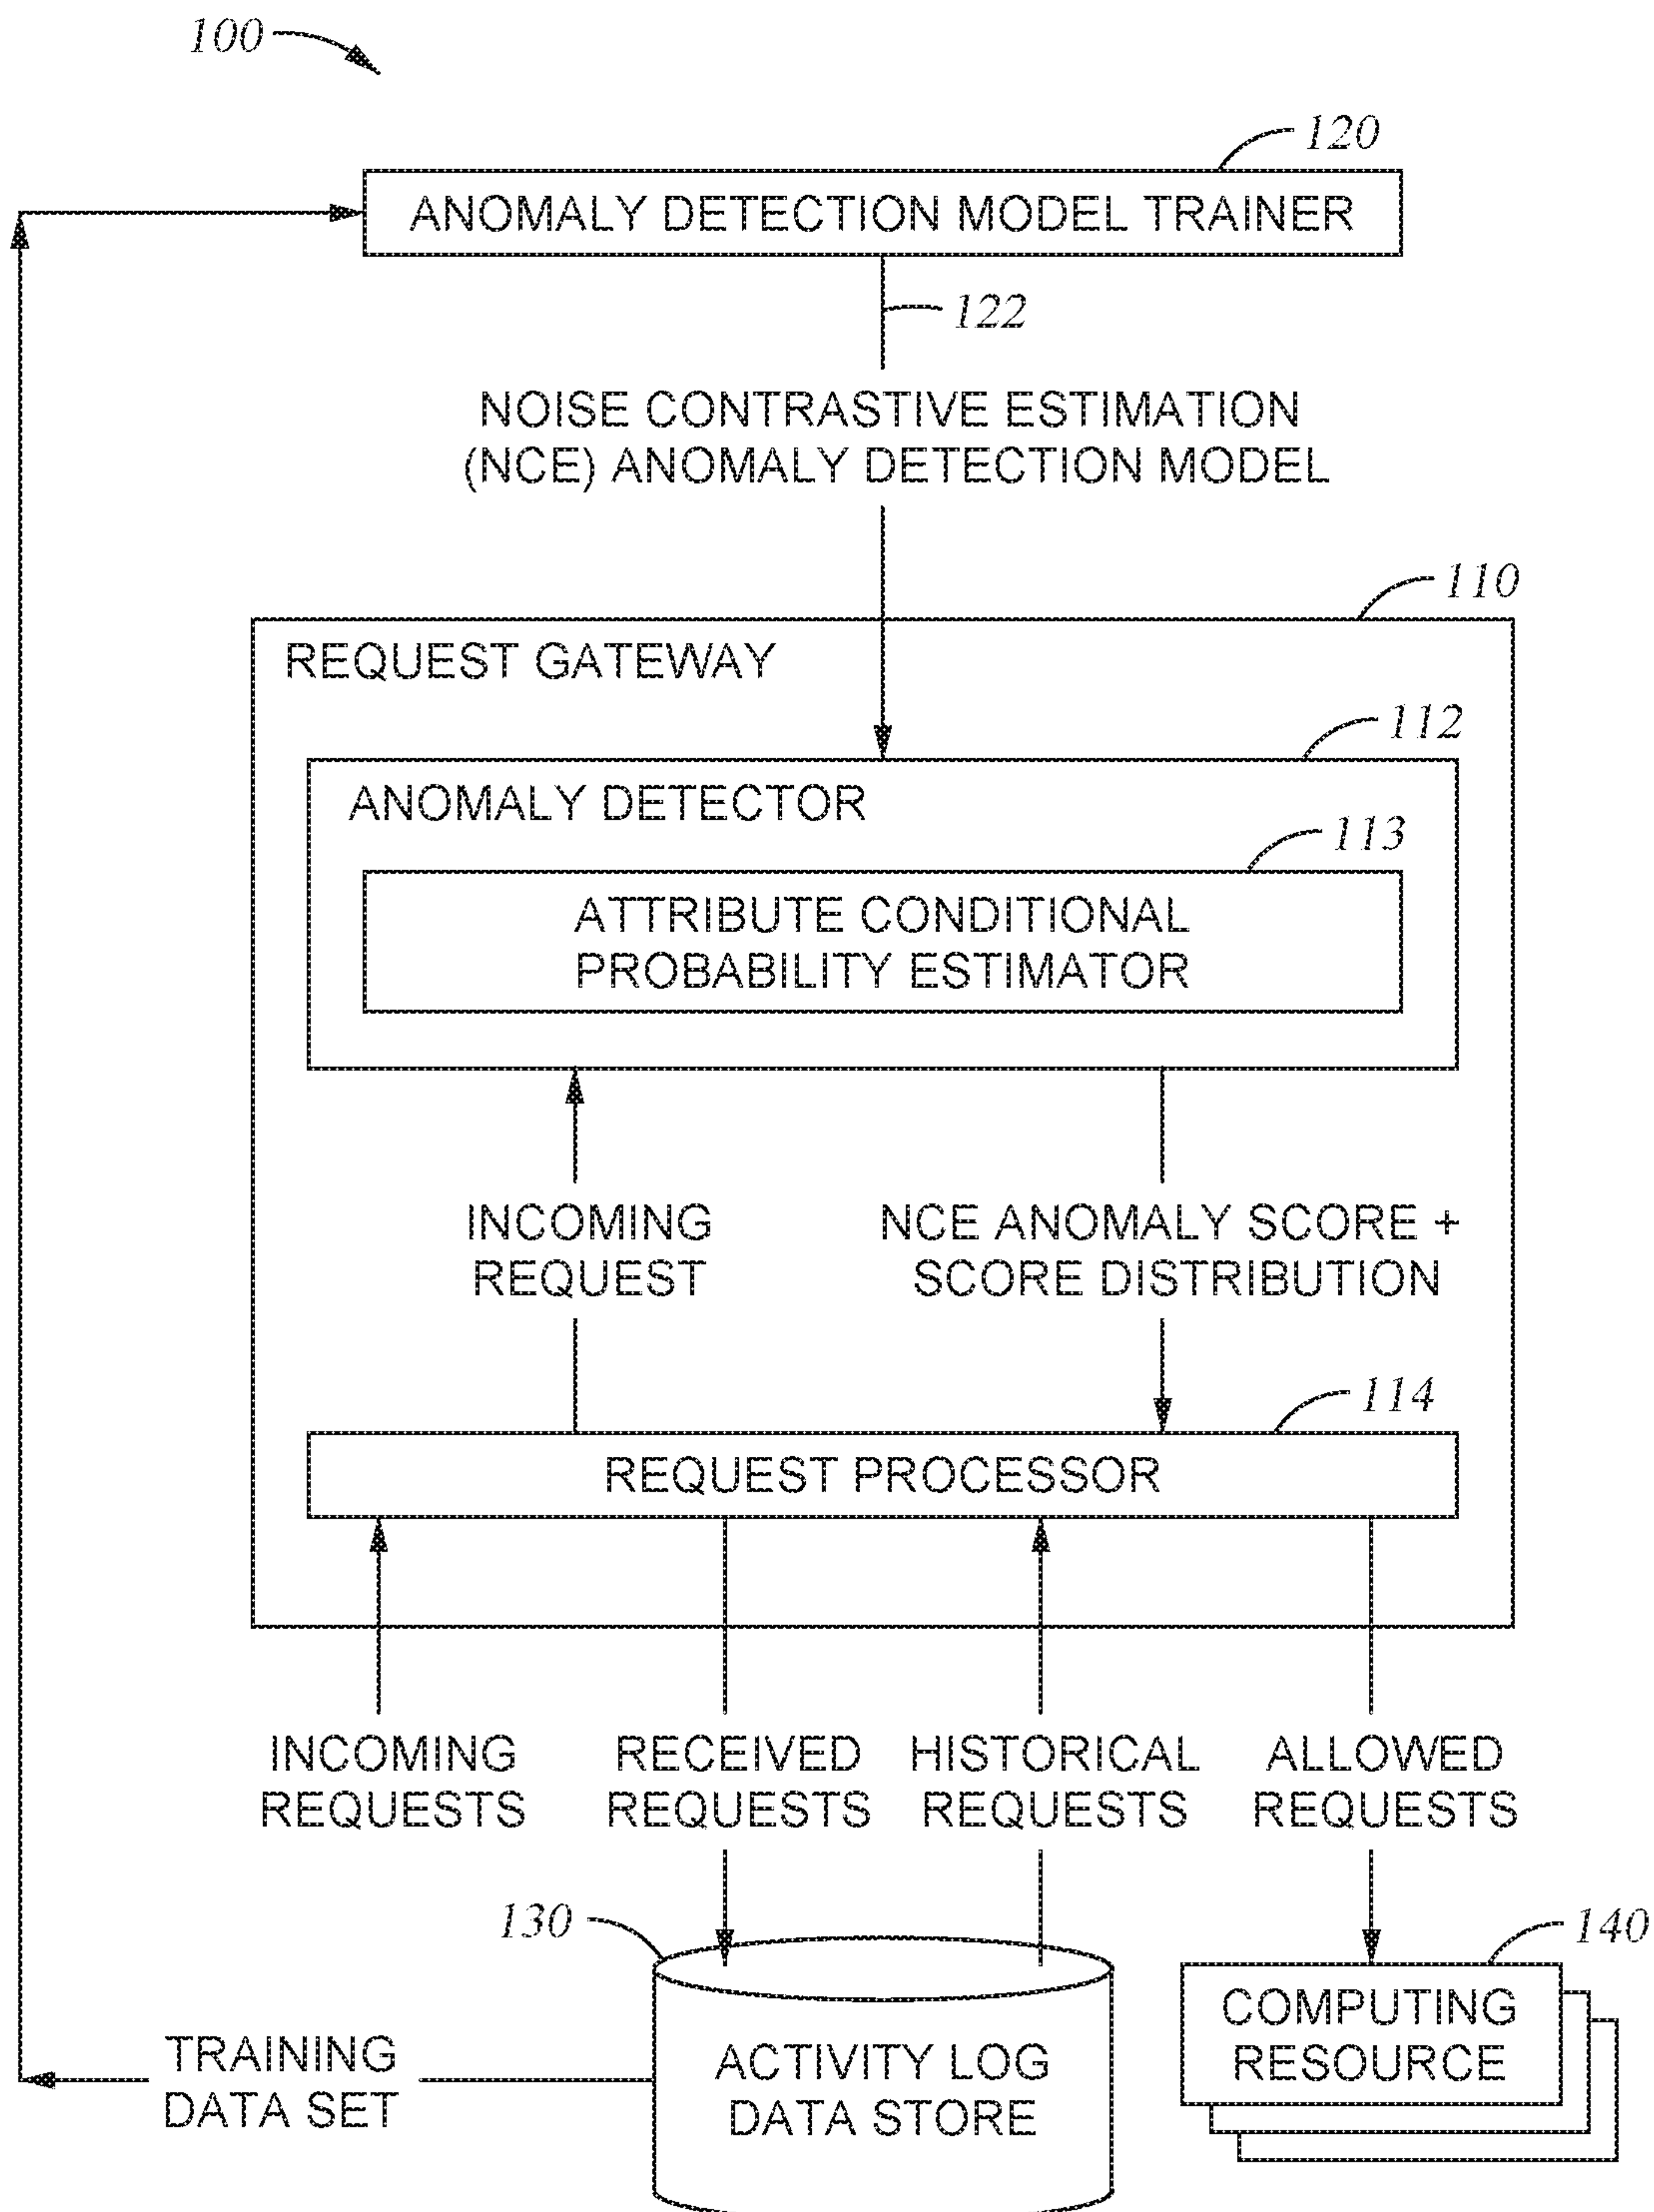 100
120
ANOMALY DETECTION MODEL TRAINER
122
NOISE CONTRASTIVE ESTIMATION
(NCE) ANOMALY DETECTION MODEL
110
REQUEST GATEWAY
112
ANOMALY DETECTOR
113
ATTRIBUTE CONDITIONAL
PROBABILITY ESTIMATOR
INCOMING
REQUEST
NCE ANOMALY SCORE +
SCORE DISTRIBUTION
114
REQUEST PROCESSOR
INCOMING
REQUESTS
RECEIVED
REQUESTS
HISTORICAL
REQUESTS
ALLOWED
REQUESTS
130
140
COMPUTING
RESOURCE
TRAINING
DATA SET
ACTIVITY LOG
DATA STORE